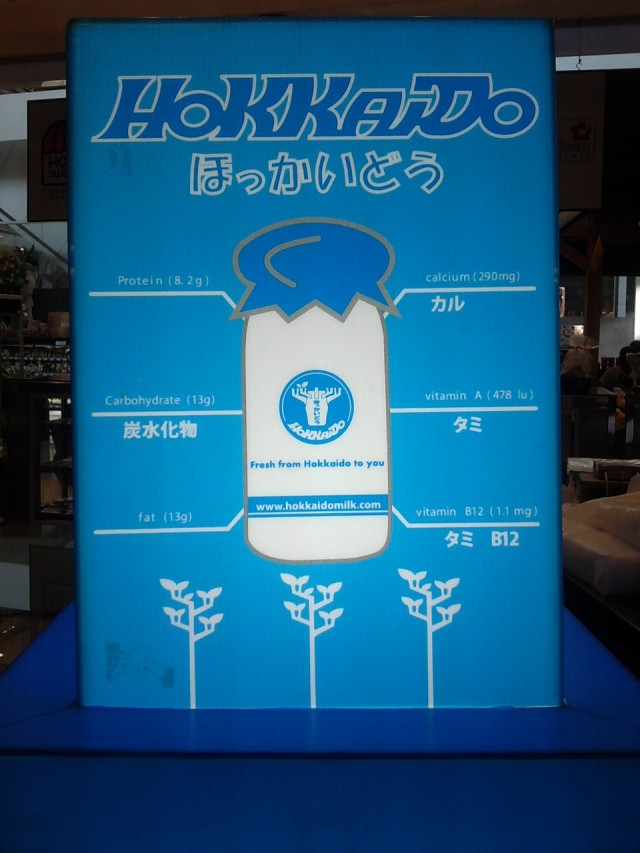 HOKKAiDO
ほっかいどう
Protein (8.2g)
calcium (290mg)
カル
Carbohydrate (13g)
炭水化物
vitamin A (478 lu)
タミ
HOKKAiDO
Fresh from Hokkaido to you
www.hokkaidomilk.com
fat (13g)
vitamin B12 (1.1 mg)
タミ B12